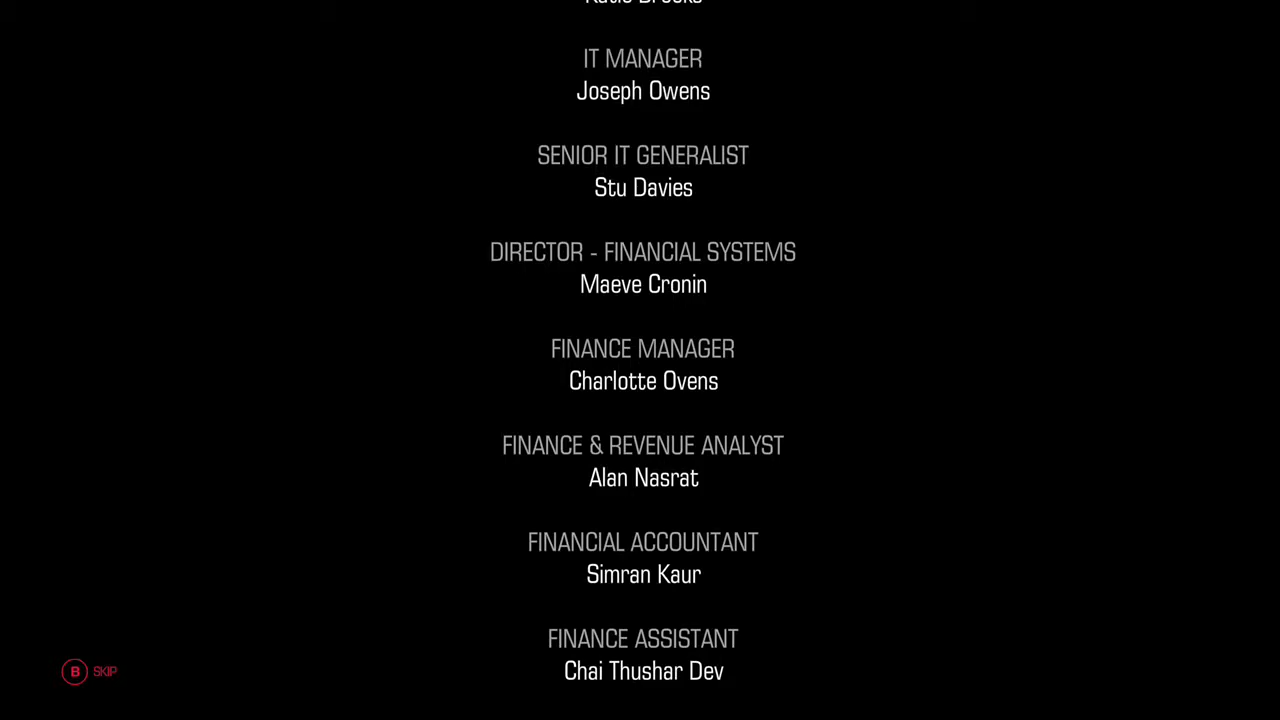 IT MANAGER
Joseph Owens
SENIOR IT GENERALIST
Stu Davies
DIRECTOR - FINANCIAL SYSTEMS
Maeve Cronin
FINANCE MANAGER
Charlotte Ovens
FINANCE & REVENUE ANALYST
Alan Nasrat
FINANCIAL ACCOUNTANT
Simran Kaur
FINANCE ASSISTANT
Chai Thushar Dev
B SKIP